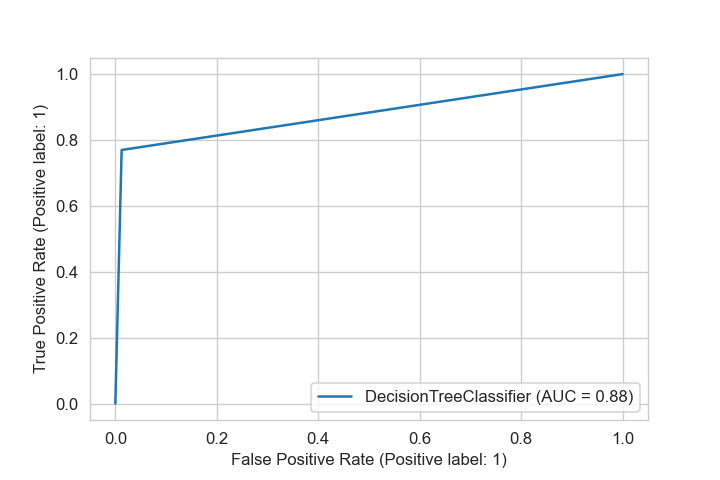 True Positive Rate (Positive label: 1)
1.0
0.8
0.6
0.4
0.2
0.0
DecisionTreeClassifier (AUC = 0.88)
0.0 0.2 0.4 0.6 0.8 1.0
False Positive Rate (Positive label: 1)